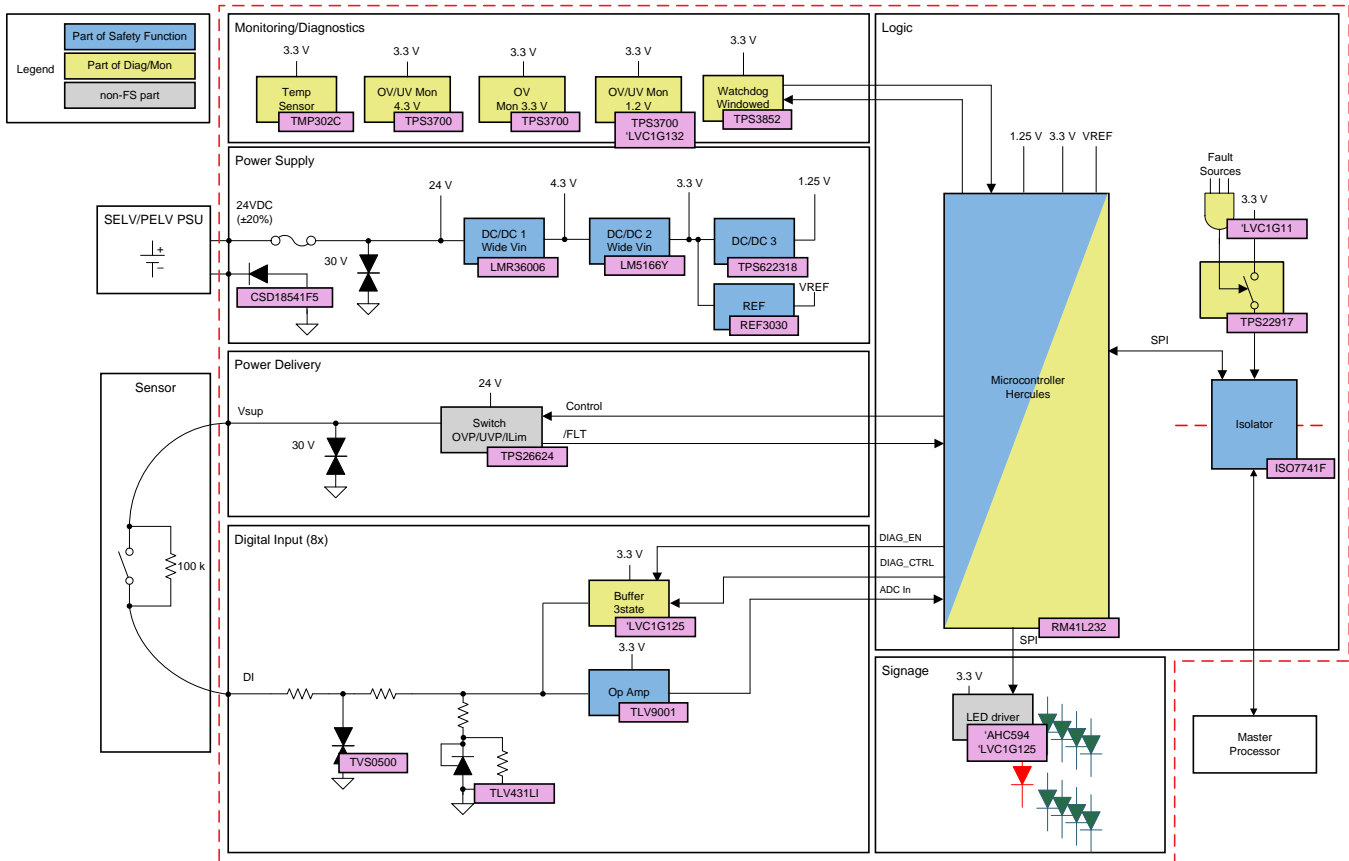 Legend
Part of Safety Function
Part of Diag/Mon
non-FS part
Monitoring/Diagnostics
3.3 V
Temp
Sensor
TMP302C
3.3 V
OV/UV Mon
4.3 V
TPS3700
3.3 V
OV
Mon 3.3 V
TPS3700
3.3 V
OV/UV Mon
1.2 V
TPS3700
'LVC1G132
3.3 V
Watchdog
Windowed
TPS3852
Power Supply
SELV/PELV PSU
+
−
24VDC
(±20%)
30 V
CSD18541F5
24 V
DC/DC 1
Wide Vin
LMR36006
4.3 V
DC/DC 2
Wide Vin
LM5166Y
3.3 V
DC/DC 3
TPS622318
1.25 V
REF
REF3030
VREF
Power Delivery
Sensor
Vsup
30 V
24 V
Switch
OVP/UVP/ILim
TPS26624
Control
/FLT
100 k
Digital Input (8x)
DI
TVS0500
TLV431LI
3.3 V
Buffer
3state
'LVC1G125
3.3 V
Op Amp
TLV9001
DIAG_EN
DIAG_CTRL
ADC In
Logic
1.25 V
3.3 V
VREF
Microcontroller
Hercules
RM41L232
Fault
Sources
3.3 V
'LVC1G11
TPS22917
SPI
Isolator
ISO7741F
SPI
Signage
3.3 V
LED driver
'AHC594
'LVC1G125
Master
Processor